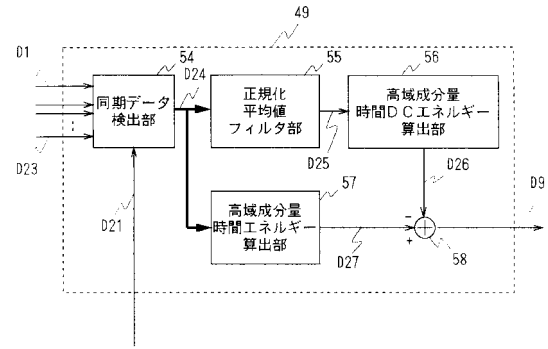 49
D1
54
55
56
D24
同期データ
検出部
正規化
平均値
フィルタ部
高域成分量
時間DCエネルギー
算出部
D23
D25
D26
D9
57
D21
高域成分量
時間エネルギー
算出部
−
+
D27
58